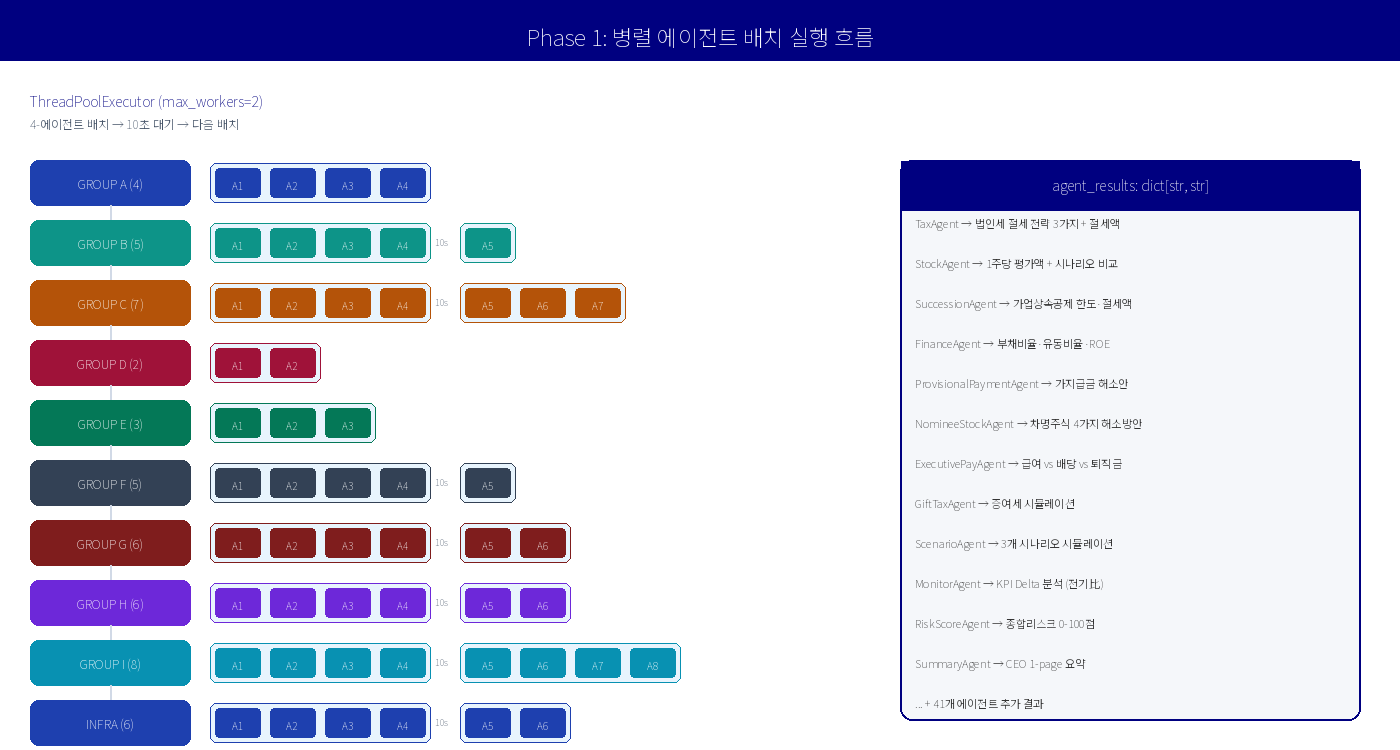 Phase 1: 병렬 에이전트 배치 실행 흐름
ThreadPoolExecutor (max_workers=2)
4-에이전트 배치 → 10초 대기 → 다음 배치
GROUP A (4)
A1 A2 A3 A4
GROUP B (5)
A1 A2 A3 A4 10s A5
GROUP C (7)
A1 A2 A3 A4 10s A5 A6 A7
GROUP D (2)
A1 A2
GROUP E (3)
A1 A2 A3
GROUP F (5)
A1 A2 A3 A4 10s A5
GROUP G (6)
A1 A2 A3 A4 10s A5 A6
GROUP H (6)
A1 A2 A3 A4 10s A5 A6
GROUP I (8)
A1 A2 A3 A4 10s A5 A6 A7 A8
INFRA (6)
A1 A2 A3 A4 10s A5 A6
agent_results: dict[str, str]
TaxAgent → 법인세 절세 전략 3가지 + 절세액
StockAgent → 1주당 평가액 + 시나리오 비교
SuccessionAgent → 가업상속공제 한도 · 절세액
FinanceAgent → 부채비율 · 유동비율 · ROE
ProvisionalPaymentAgent → 가지급금 해소안
NomineeStockAgent → 차명주식 4가지 해소방안
ExecutivePayAgent → 급여 vs 배당 vs 퇴직금
GiftTaxAgent → 증여세 시뮬레이션
ScenarioAgent → 3개 시나리오 시뮬레이션
MonitorAgent → KPI Delta 분석 (전기比)
RiskScoreAgent → 종합리스크 0-100점
SummaryAgent → CEO 1-page 요약
... + 41개 에이전트 추가 결과